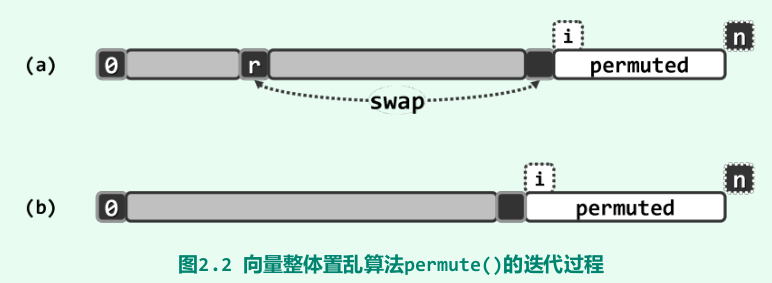 i
n
(a)
0
r
permuted
swap
i
n
(b)
0
permuted
图2.2 向量整体置乱算法permute()的迭代过程